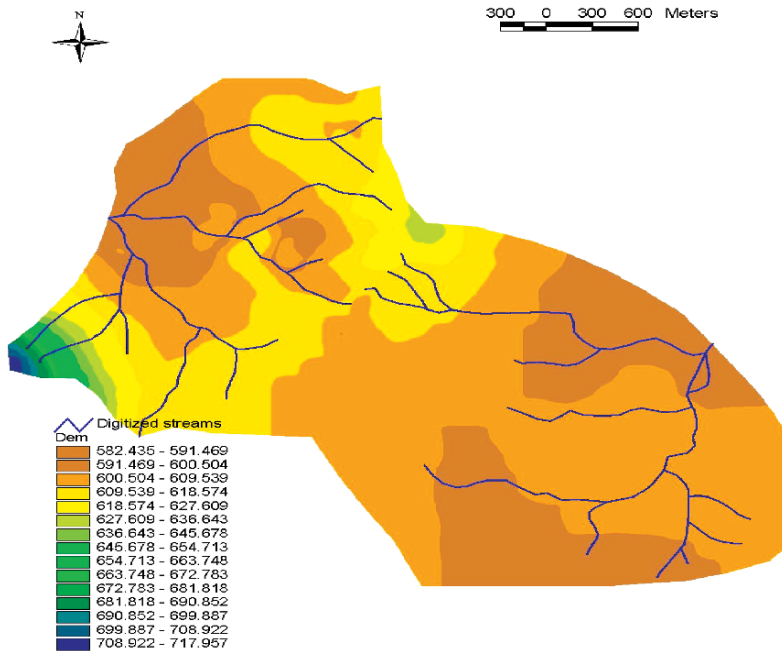 N
300 0 300 600 Meters
Digitized streams
Dem
582.435 - 591.469
591.469 - 600.504
600.504 - 609.539
609.539 - 618.574
618.574 - 627.609
627.609 - 636.643
636.643 - 645.678
645.678 - 654.713
654.713 - 663.748
663.748 - 672.783
672.783 - 681.818
681.818 - 690.852
690.852 - 699.887
699.887 - 708.922
708.922 - 717.957